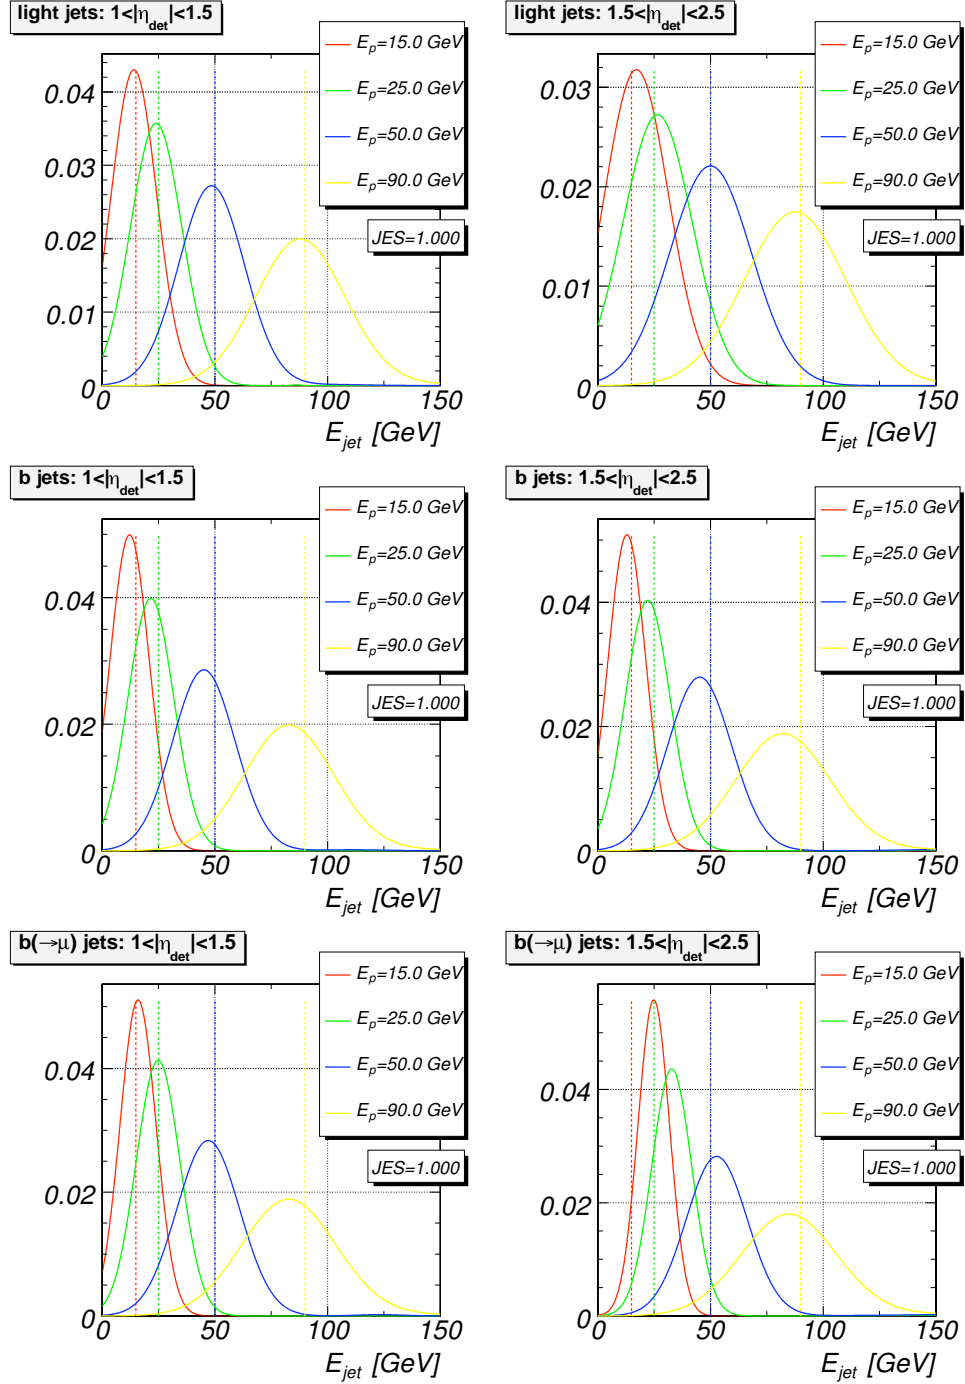 light jets: 1<|η_det|<1.5
E_p=15.0 GeV
E_p=25.0 GeV
E_p=50.0 GeV
E_p=90.0 GeV
JES=1.000
0.04
0.03
0.02
0.01
0
0 50 100 150
E_jet [GeV]
light jets: 1.5<|η_det|<2.5
E_p=15.0 GeV
E_p=25.0 GeV
E_p=50.0 GeV
E_p=90.0 GeV
JES=1.000
0.03
0.02
0.01
0
0 50 100 150
E_jet [GeV]
b jets: 1<|η_det|<1.5
E_p=15.0 GeV
E_p=25.0 GeV
E_p=50.0 GeV
E_p=90.0 GeV
JES=1.000
0.04
0.02
0
0 50 100 150
E_jet [GeV]
b jets: 1.5<|η_det|<2.5
E_p=15.0 GeV
E_p=25.0 GeV
E_p=50.0 GeV
E_p=90.0 GeV
JES=1.000
0.04
0.02
0
0 50 100 150
E_jet [GeV]
b(→μ) jets: 1<|η_det|<1.5
E_p=15.0 GeV
E_p=25.0 GeV
E_p=50.0 GeV
E_p=90.0 GeV
JES=1.000
0.04
0.02
0
0 50 100 150
E_jet [GeV]
b(→μ) jets: 1.5<|η_det|<2.5
E_p=15.0 GeV
E_p=25.0 GeV
E_p=50.0 GeV
E_p=90.0 GeV
JES=1.000
0.04
0.02
0
0 50 100 150
E_jet [GeV]